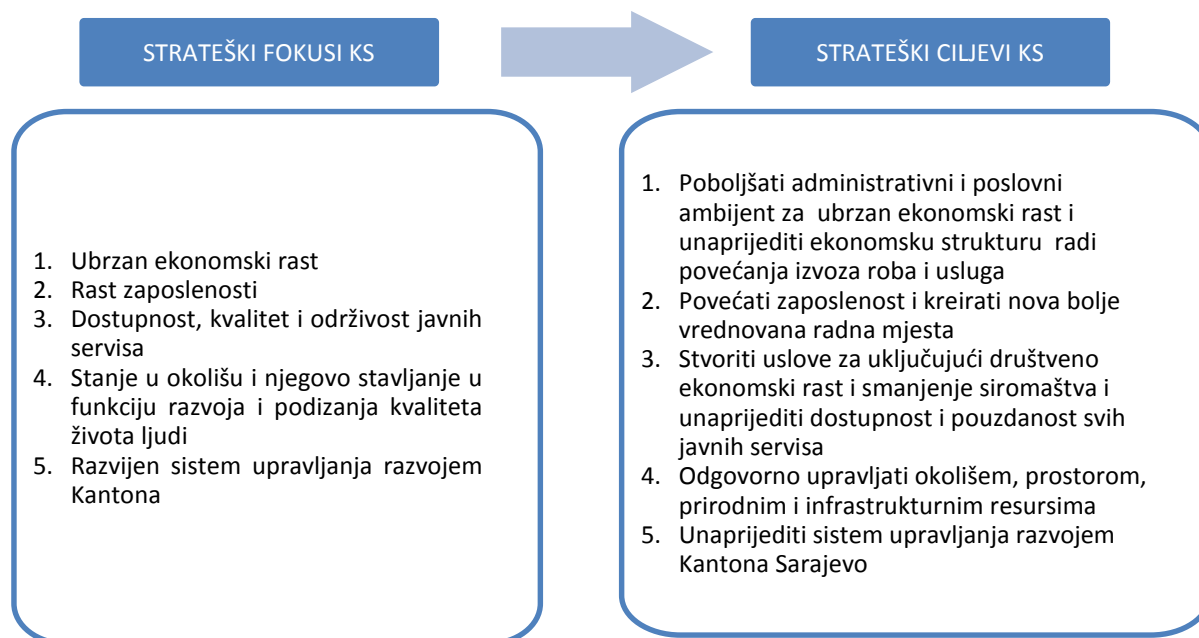 STRATEŠKI FOKUSI KS
STRATEŠKI CILJEVI KS
1. Ubrzan ekonomski rast
2. Rast zaposlenosti
3. Dostupnost, kvalitet i održivost javnih
servisa
4. Stanje u okolišu i njegovo stavljanje u
funkciju razvoja i podizanja kvaliteta
života ljudi
5. Razvijen sistem upravljanja razvojem
Kantona
1. Poboljšati administrativni i poslovni
ambijent za ubrzan ekonomski rast i
unaprijediti ekonomsku strukturu radi
povećanja izvoza roba i usluga
2. Povećati zaposlenost i kreirati nova bolje
vrednovana radna mjesta
3. Stvoriti uslove za uključujući društveno
ekonomski rast i smanjenje siromaštva i
unaprijediti dostupnost i pouzdanost svih
javnih servisa
4. Odgovorno upravljati okolišem, prostorom,
prirodnim i infrastrukturnim resursima
5. Unaprijediti sistem upravljanja razvojem
Kantona Sarajevo